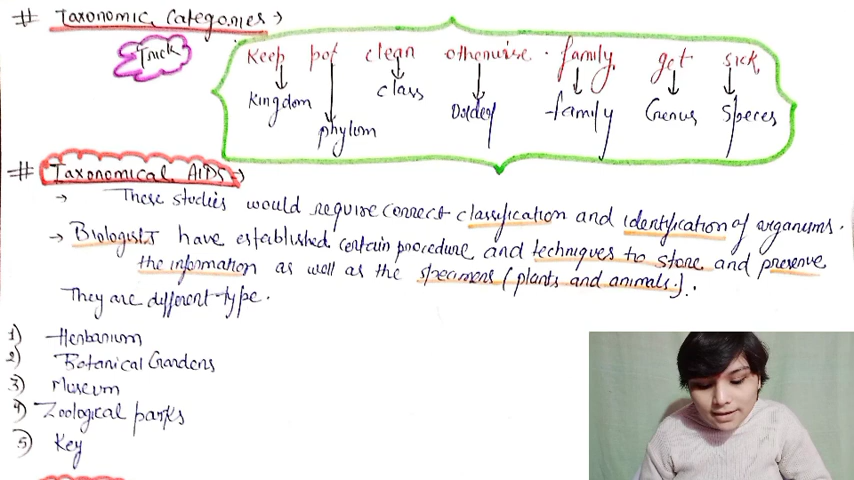 # Taxonomic Categories →
Trick
Keep pot clean otherwise family get sick
Kingdom phylum class Order family Genus Species
# Taxonomical AIDS →
→ These studies would require correct classification and identification of organisms.
→ Biologists have established certain procedure and techniques to store and preserve
the information as well as the specimens (plants and animals).
They are different type.
1) Herbarium
2) Botanical Gardens
3) Museum
4) Zoological parks
5) Key